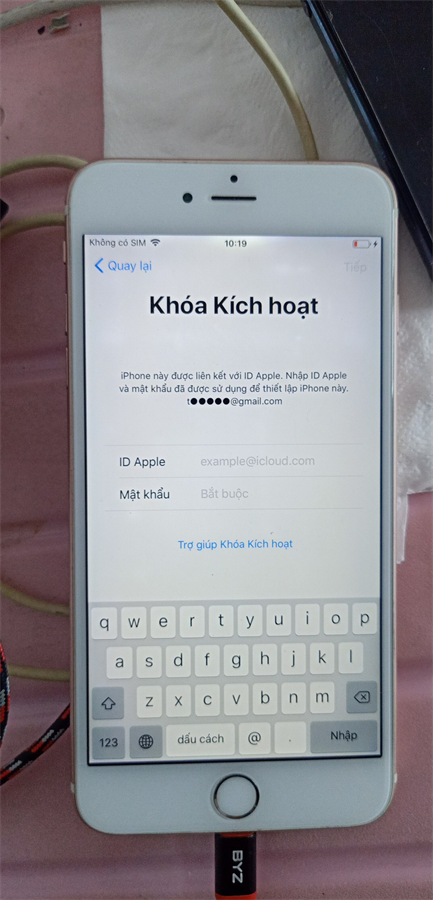 Không có SIM 10:19
Quay lại Tiếp
Khóa Kích hoạt
iPhone này được liên kết với ID Apple. Nhập ID Apple
và mật khẩu đã được sử dụng để thiết lập iPhone này.
t●●●●●@gmail.com
ID Apple example@icloud.com
Mật khẩu Bắt buộc
Trợ giúp Khóa Kích hoạt
q w e r t y u i o p
a s d f g h j k l
z x c v b n m
123 dấu cách @ . Nhập
BYZ